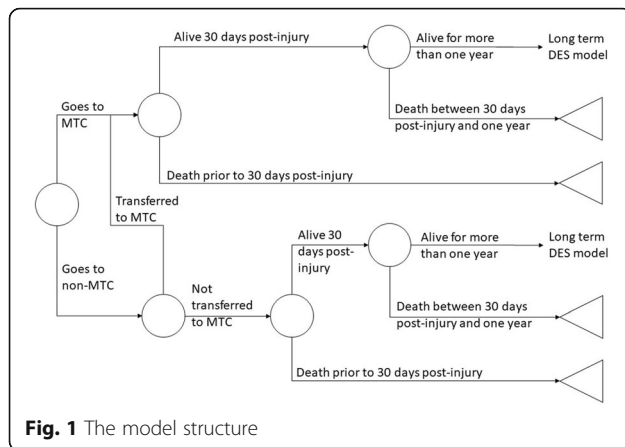 Alive 30 days post-injury
Alive for more
than one year
Long term
DES model
Goes to
MTC
Death between 30 days
post-injury and one year
Death prior to 30 days post-injury
Transferred
to MTC
Alive 30
days post-
injury
Alive for more
than one year
Long term
DES model
Goes to
non-MTC
Not
transferred
to MTC
Death between 30 days
post-injury and one year
Death prior to 30 days post-injury
Fig. 1 The model structure